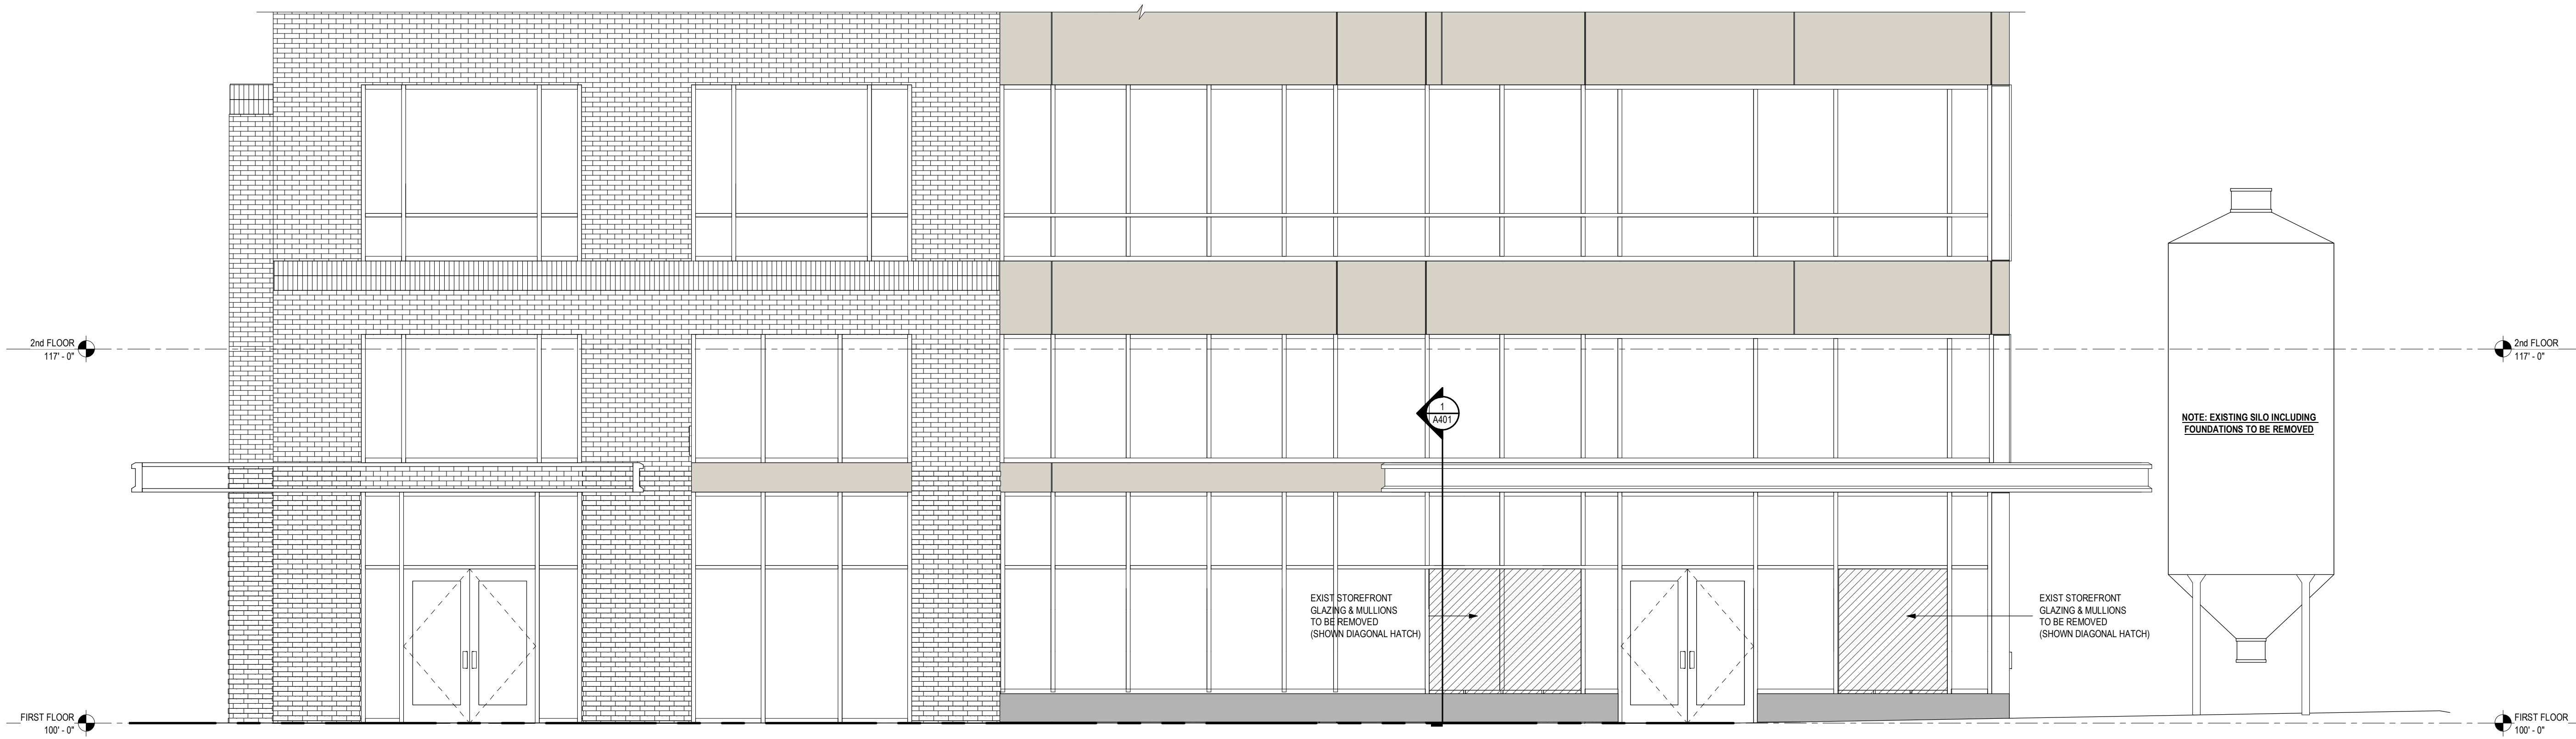 2nd FLOOR
117' - 0"
2nd FLOOR
117' - 0"
1
A401
NOTE: EXISTING SILO INCLUDING
FOUNDATIONS TO BE REMOVED
EXIST STOREFRONT
GLAZING & MULLIONS
TO BE REMOVED
(SHOWN DIAGONAL HATCH)
EXIST STOREFRONT
GLAZING & MULLIONS
TO BE REMOVED
(SHOWN DIAGONAL HATCH)
FIRST FLOOR
100' - 0"
FIRST FLOOR
100' - 0"